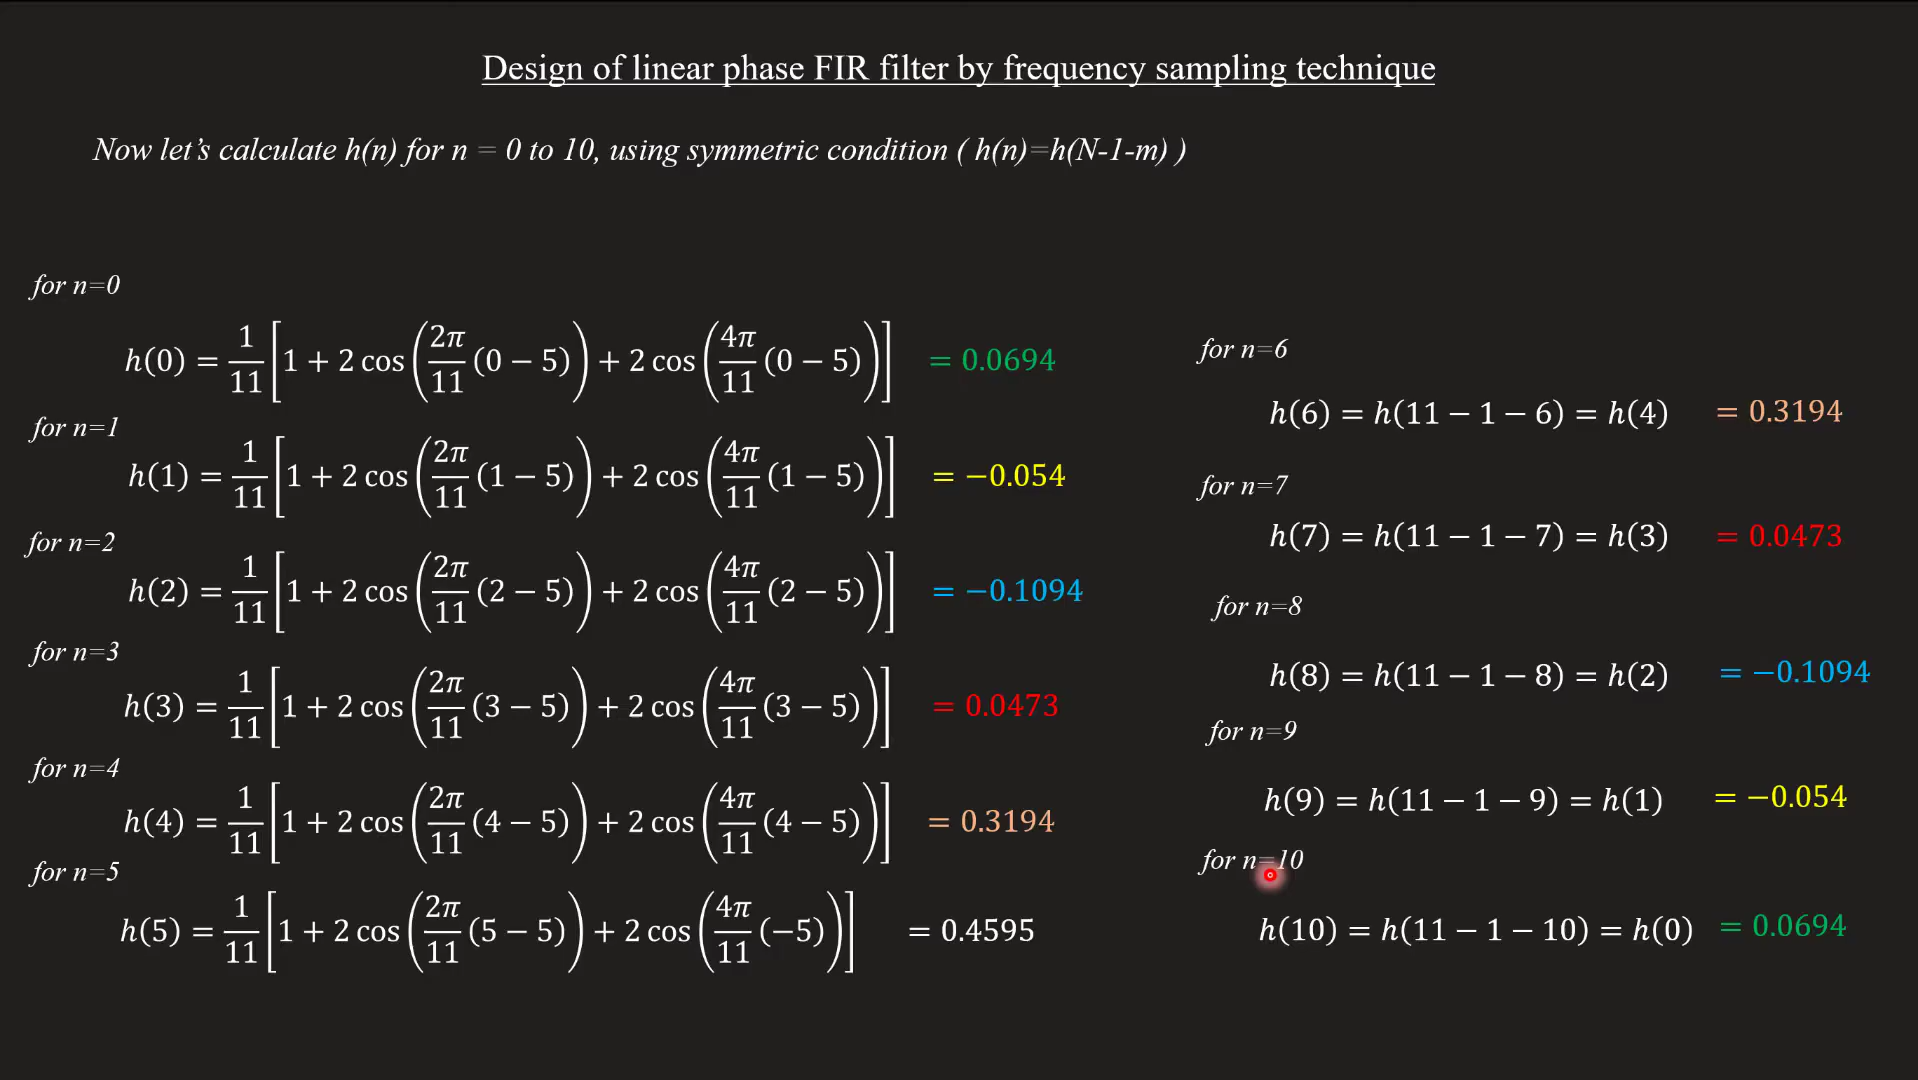 Design of linear phase FIR filter by frequency sampling technique
Now let's calculate h(n) for n = 0 to 10, using symmetric condition ( h(n)=h(N-1-m) )
for n=0
h(0) = 1/11 [1 + 2 cos (2π/11 (0 − 5)) + 2 cos (4π/11 (0 − 5))] = 0.0694
for n=1
h(1) = 1/11 [1 + 2 cos (2π/11 (1 − 5)) + 2 cos (4π/11 (1 − 5))] = −0.054
for n=2
h(2) = 1/11 [1 + 2 cos (2π/11 (2 − 5)) + 2 cos (4π/11 (2 − 5))] = −0.1094
for n=3
h(3) = 1/11 [1 + 2 cos (2π/11 (3 − 5)) + 2 cos (4π/11 (3 − 5))] = 0.0473
for n=4
h(4) = 1/11 [1 + 2 cos (2π/11 (4 − 5)) + 2 cos (4π/11 (4 − 5))] = 0.3194
for n=5
h(5) = 1/11 [1 + 2 cos (2π/11 (5 − 5)) + 2 cos (4π/11 (−5))] = 0.4595
for n=6
h(6) = h(11 − 1 − 6) = h(4) = 0.3194
for n=7
h(7) = h(11 − 1 − 7) = h(3) = 0.0473
for n=8
h(8) = h(11 − 1 − 8) = h(2) = −0.1094
for n=9
h(9) = h(11 − 1 − 9) = h(1) = −0.054
for n=10
h(10) = h(11 − 1 − 10) = h(0) = 0.0694